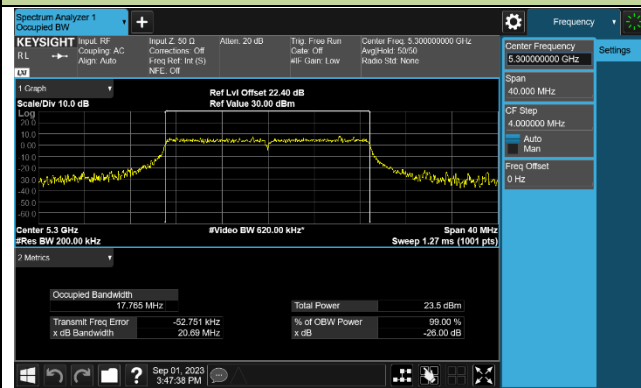 Spectrum Analyzer 1
Occupied BW
Frequency
KEYSIGHT
RL
LXI
Input: RF
Coupling: AC
Align: Auto
Input Z: 50 Ω
Corrections: Off
Freq Ref: Int (S)
NFE: Off
Atten: 20 dB
Trig: Free Run
Gate: Off
#IF Gain: Low
Center Freq: 5.300000000 GHz
Avg|Hold: 50/50
Radio Std: None
Center Frequency
5.300000000 GHz
Settings
Span
40.000 MHz
CF Step
4.000000 MHz
Auto
Man
Freq Offset
0 Hz
1 Graph
Scale/Div 10.0 dB
Ref Lvl Offset 22.40 dB
Ref Value 30.00 dBm
Log
20.0
10.0
0.00
-10.0
-20.0
-30.0
-40.0
-50.0
-60.0
Center 5.3 GHz
#Res BW 200.00 kHz
#Video BW 620.00 kHz*
Span 40 MHz
Sweep 1.27 ms (1001 pts)
2 Metrics
Occupied Bandwidth
17.765 MHz
Total Power 23.5 dBm
Transmit Freq Error -52.751 kHz
% of OBW Power 99.00 %
x dB Bandwidth 20.69 MHz
x dB -26.00 dB
Sep 01, 2023
3:47:38 PM